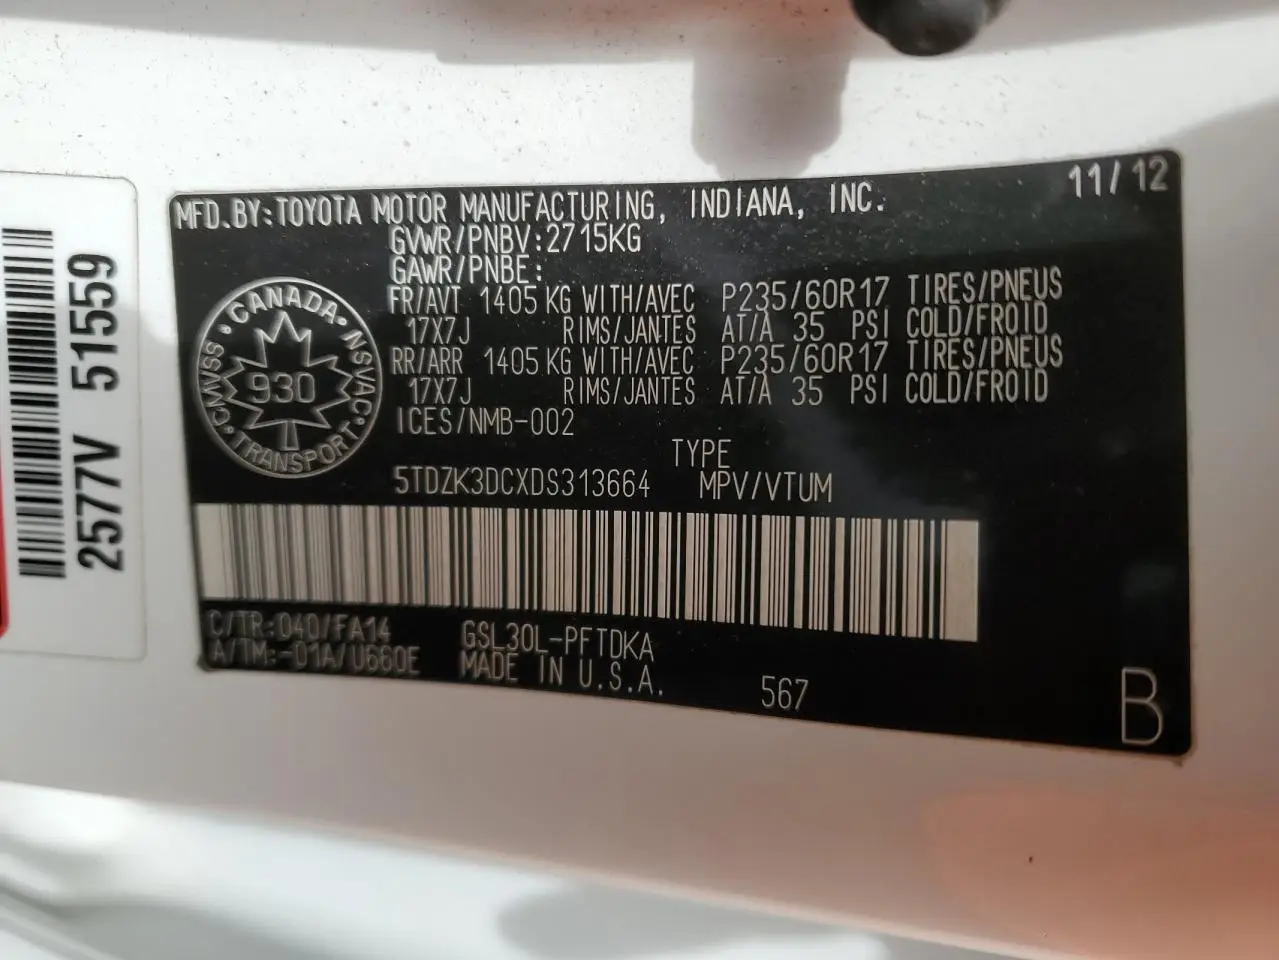 2577V 51559
11/12
MFD.BY:TOYOTA MOTOR MANUFACTURING, INDIANA, INC.
GVWR/PNBV:2715KG
GAWR/PNBE:
FR/AVT 1405 KG WITH/AVEC P235/60R17 TIRES/PNEUS
17X7J RIMS/JANTES AT/À 35 PSI COLD/FROID
RR/ARR 1405 KG WITH/AVEC P235/60R17 TIRES/PNEUS
17X7J RIMS/JANTES AT/À 35 PSI COLD/FROID
ICES/NMB-002
CANADA • NSVAC • TRANSPORT • CMVSS •
930
TYPE
5TDZK3DCXDS313664 MPV/VTUM
C/TR:040/FA14 GSL30L-PFTDKA
A/TM:-01A/U660E MADE IN U.S.A.
567
B